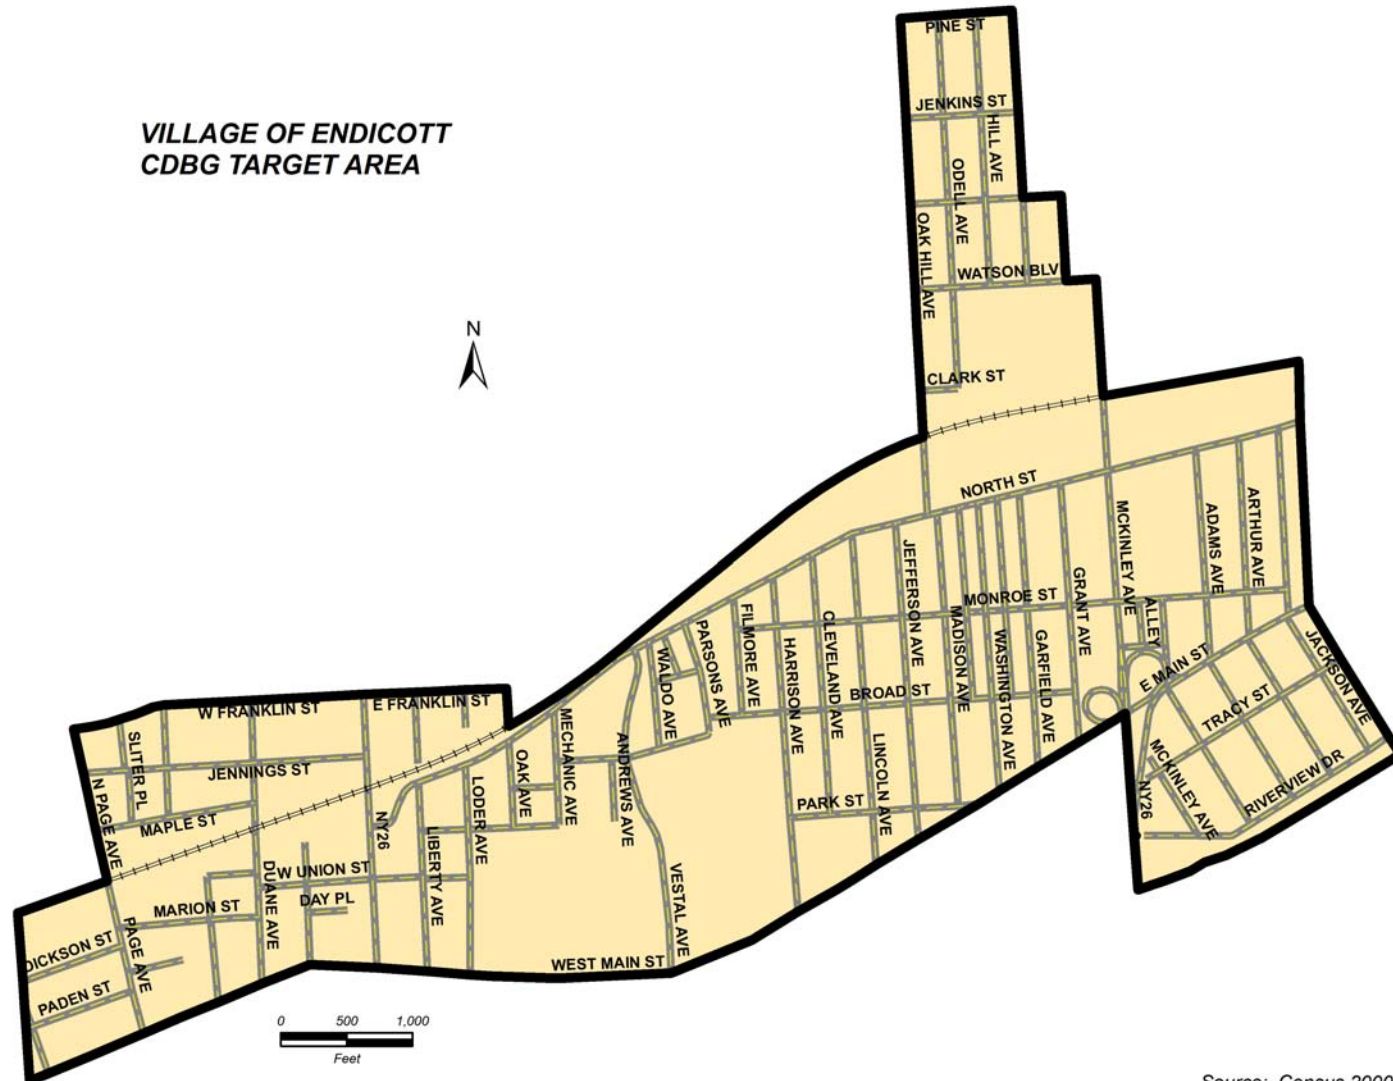 VILLAGE OF ENDICOTT
CDBG TARGET AREA
PINE ST
JENKINS ST
HILL AVE
ODELL AVE
OAK HILL AVE
WATSON BLV
CLARK ST
N
NORTH ST
MCKINLEY AVE
ADAMS AVE
ARTHUR AVE
JEFFERSON AVE
GRANT AVE
MONROE ST
ALLEY
FILMORE AVE
PARSONS AVE
CLEVELAND AVE
HARRISON AVE
MADISON AVE
WASHINGTON AVE
GARFIELD AVE
WALDO AVE
BROAD ST
E MAIN ST
JACKSON AVE
TRACY ST
RIVERVIEW DR
MCKINLEY AVE
NY26
W FRANKLIN ST
E FRANKLIN ST
SLITER PL
JENNINGS ST
N PAGE AVE
MAPLE ST
MECHANIC AVE
OAK AVE
ANDREWS AVE
LODER AVE
LINCOLN AVE
PARK ST
NY26
LIBERTY AVE
W UNION ST
DUANE AVE
DAY PL
MARION ST
VESTAL AVE
DICKSON ST
PAGE AVE
PADEN ST
WEST MAIN ST
0 500 1,000
Feet
Source: Census 2000